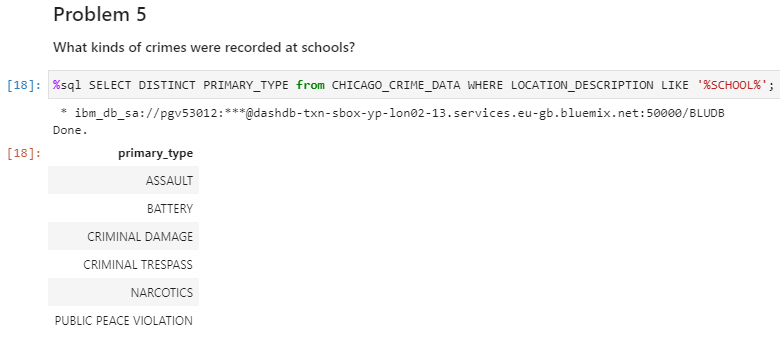 Problem 5
What kinds of crimes were recorded at schools?
[18]: %sql SELECT DISTINCT PRIMARY_TYPE from CHICAGO_CRIME_DATA WHERE LOCATION_DESCRIPTION LIKE '%SCHOOL%';
* ibm_db_sa://pgv53012:***@dashdb-txn-sbox-yp-lon02-13.services.eu-gb.bluemix.net:50000/BLUDB
Done.
[18]: primary_type
ASSAULT
BATTERY
CRIMINAL DAMAGE
CRIMINAL TRESPASS
NARCOTICS
PUBLIC PEACE VIOLATION